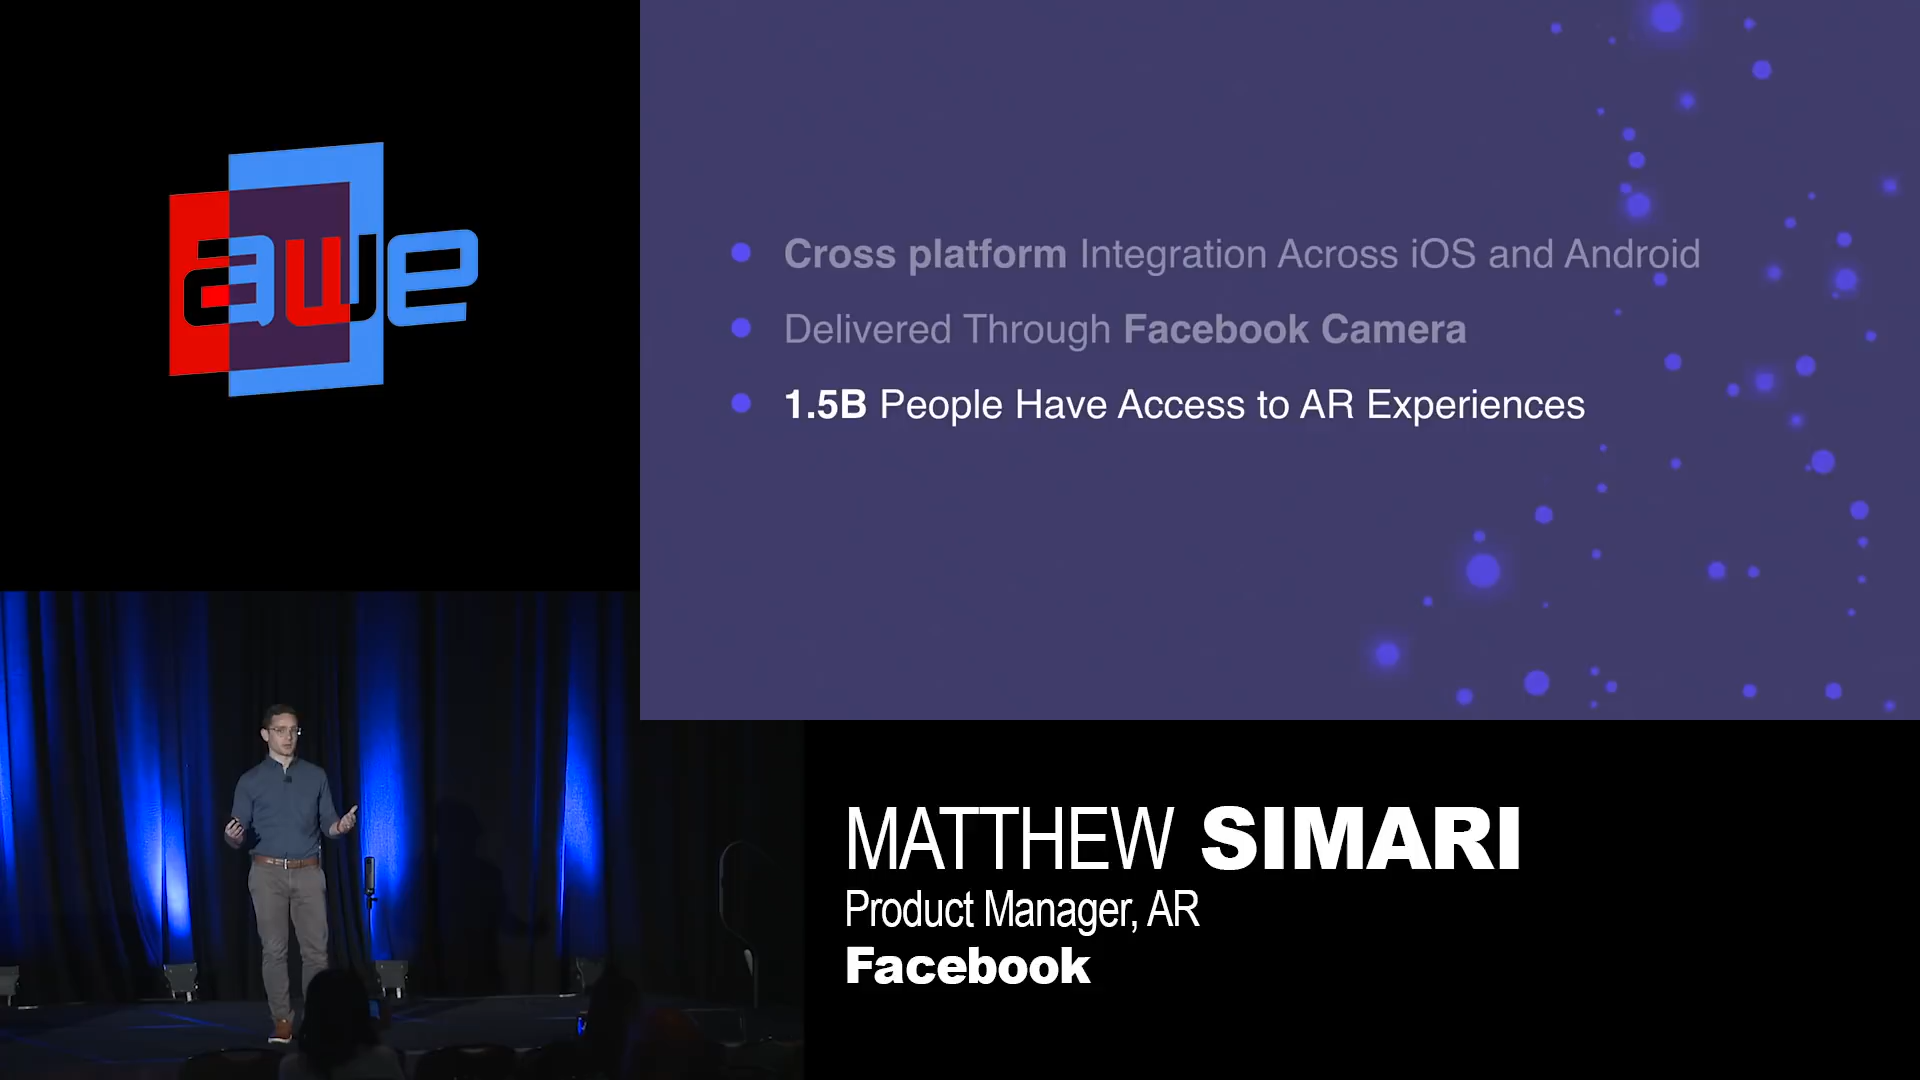 awe
Cross platform Integration Across iOS and Android
Delivered Through Facebook Camera
1.5B People Have Access to AR Experiences
MATTHEW SIMARI
Product Manager, AR
Facebook